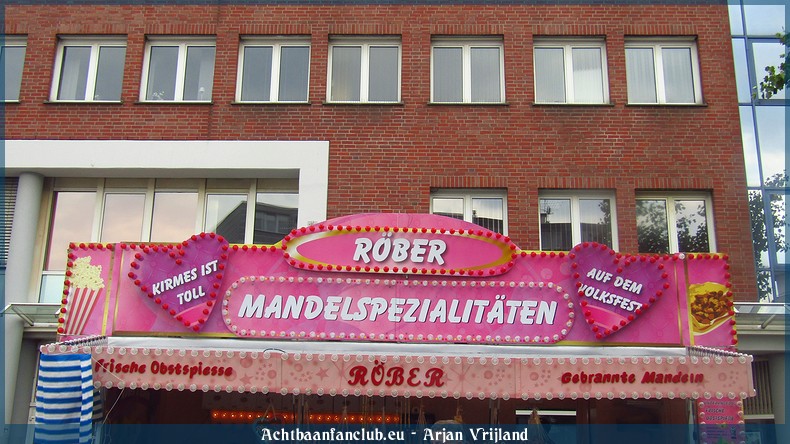 RÖBER
KIRMES IST
TOLL
MANDELSPEZIALITÄTEN
AUF DEM
VOLKSFEST
Frische Obstspiesse
RÖBER
Gebrannte Mandeln
Achtbaanfanclub.eu - Arjan Vrijland